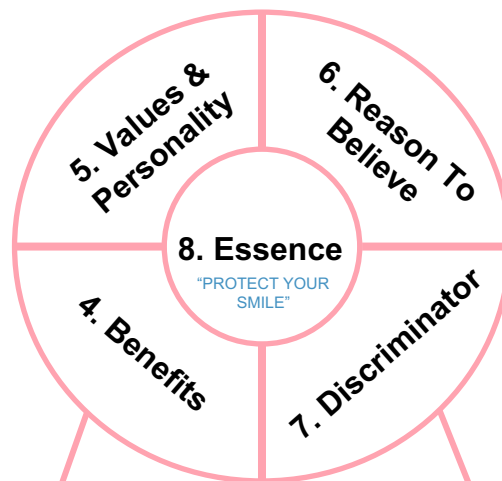 5. Values &
Personality
6. Reason To
Believe
8. Essence
“PROTECT YOUR
SMILE”
4. Benefits
7. Discriminator